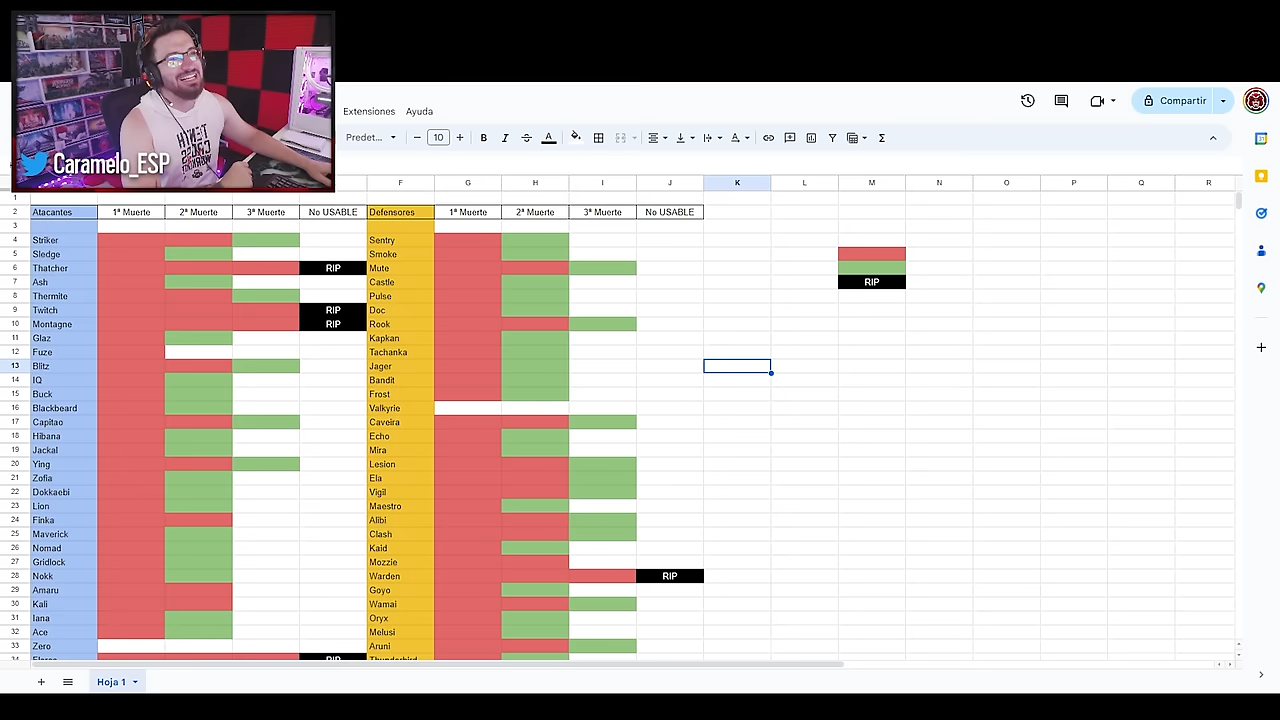 Caramelo_ESP
Extensiones Ayuda
Compartir
Predet... 10
F G H I J K L M N O P Q R
1
2 Atacantes 1ª Muerte 2ª Muerte 3ª Muerte No USABLE Defensores 1ª Muerte 2ª Muerte 3ª Muerte No USABLE
3
4 Striker Sentry
5 Sledge Smoke
6 Thatcher RIP Mute
7 Ash Castle RIP
8 Thermite Pulse
9 Twitch RIP Doc
10 Montagne RIP Rook
11 Glaz Kapkan
12 Fuze Tachanka
13 Blitz Jager
14 IQ Bandit
15 Buck Frost
16 Blackbeard Valkyrie
17 Capitao Caveira
18 Hibana Echo
19 Jackal Mira
20 Ying Lesion
21 Zofia Ela
22 Dokkaebi Vigil
23 Lion Maestro
24 Finka Alibi
25 Maverick Clash
26 Nomad Kaid
27 Gridlock Mozzie
28 Nokk Warden RIP
29 Amaru Goyo
30 Kali Wamai
31 Iana Oryx
32 Ace Melusi
33 Zero Aruni
34 Flores RIP Thunderbird
Hoja 1